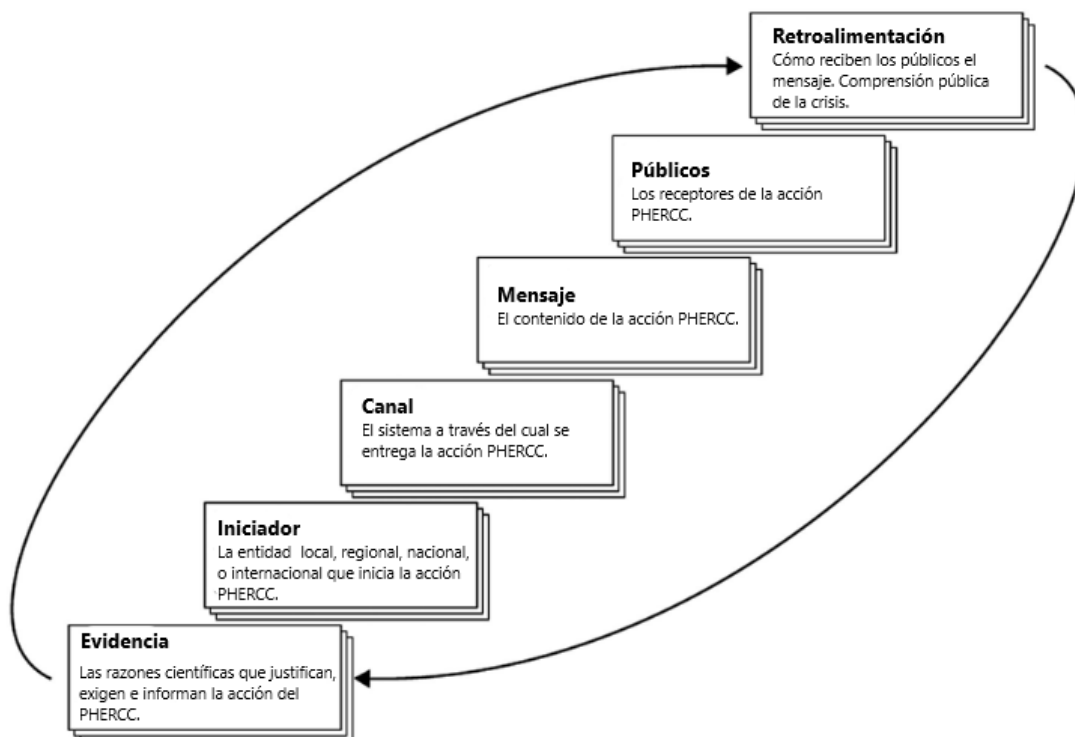 Retroalimentación
Cómo reciben los públicos el
mensaje. Comprensión pública
de la crisis.
Públicos
Los receptores de la acción
PHERCC.
Mensaje
El contenido de la acción PHERCC.
Canal
El sistema a través del cual se
entrega la acción PHERCC.
Iniciador
La entidad local, regional, nacional,
o internacional que inicia la acción
PHERCC.
Evidencia
Las razones científicas que justifican,
exigen e informan la acción del
PHERCC.